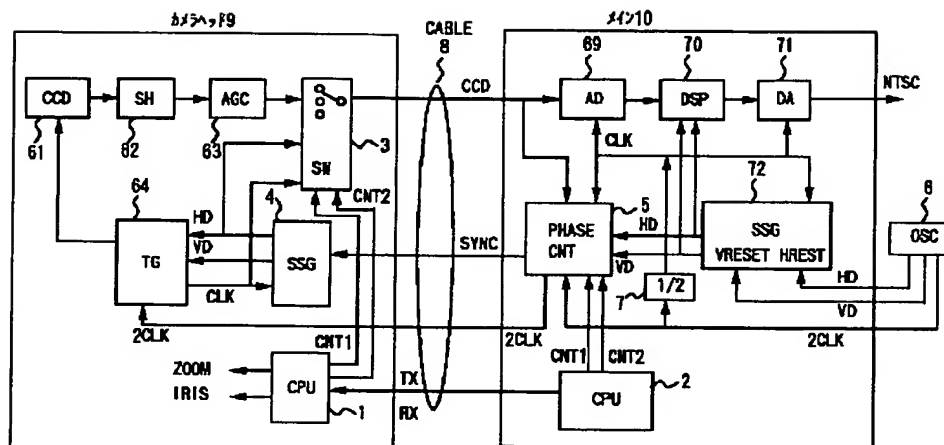 カメラヘッド9
CABLE
8
メイン10
CCD
SH
AGC
61
62
63
SW
3
CNT2
CCD
69
AD
70
DSP
71
DA
NTSC
CLK
64
TG
HD
VD
CLK
4
SSG
SYNC
PHASE
CNT
5
HD
VD
72
SSG
VRESET HREST
6
OSC
1/2
7
HD
VD
2CLK
CNT1
2CLK
CNT1
CNT2
2CLK
ZOOM
IRIS
CPU
1
TX
RX
CPU
2